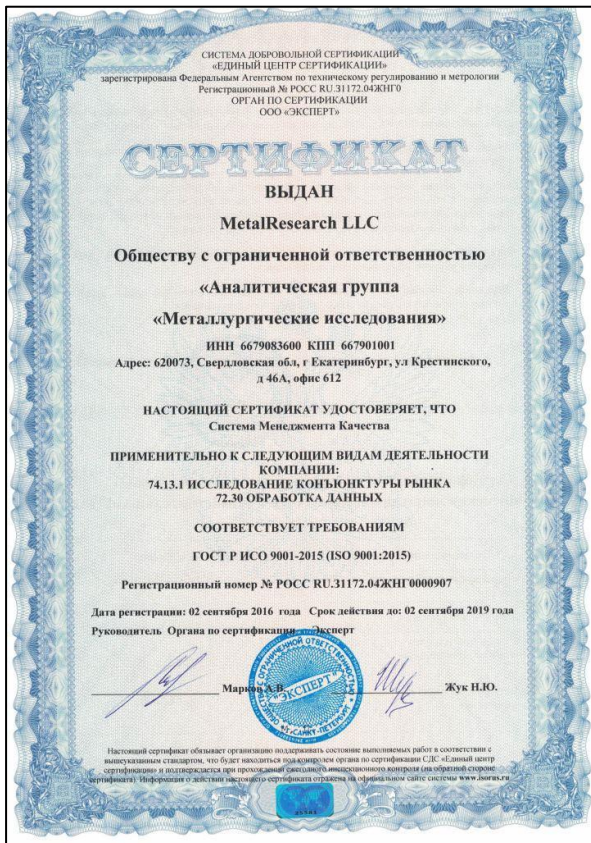 СИСТЕМА ДОБРОВОЛЬНОЙ СЕРТИФИКАЦИИ
«ЕДИНЫЙ ЦЕНТР СЕРТИФИКАЦИИ»
зарегистрирована Федеральным Агентством по техническому регулированию и метрологии
Регистрационный № РОСС RU.31172.04ЖНГ0
ОРГАН ПО СЕРТИФИКАЦИИ
ООО «ЭКСПЕРТ»
СЕРТИФИКАТ
ВЫДАН
MetalResearch LLC
Обществу с ограниченной ответственностью
«Аналитическая группа
«Металлургические исследования»
ИНН 6679083600 КПП 667901001
Адрес: 620073, Свердловская обл, г Екатеринбург, ул Крестинского,
д 46А, офис 612
НАСТОЯЩИЙ СЕРТИФИКАТ УДОСТОВЕРЯЕТ, ЧТО
Система Менеджмента Качества
ПРИМЕНИТЕЛЬНО К СЛЕДУЮЩИМ ВИДАМ ДЕЯТЕЛЬНОСТИ
КОМПАНИИ:
74.13.1 ИССЛЕДОВАНИЕ КОНЪЮНКТУРЫ РЫНКА
72.30 ОБРАБОТКА ДАННЫХ
СООТВЕТСТВУЕТ ТРЕБОВАНИЯМ
ГОСТ Р ИСО 9001-2015 (ISO 9001:2015)
Регистрационный номер № РОСС RU.31172.04ЖНГ0000907
Дата регистрации: 02 сентября 2016 года Срок действия до: 02 сентября 2019 года
Руководитель Органа по сертификации Эксперт
Марков А.В. Жук Н.Ю.
ОБЩЕСТВО С ОГРАНИЧЕННОЙ ОТВЕТСТВЕННОСТЬЮ
"ЭКСПЕРТ"
САНКТ-ПЕТЕРБУРГ
Настоящий сертификат обязывает организацию поддерживать состояние выполняемых работ в соответствии с
вышеуказанным стандартом, что будет находиться под контролем органа по сертификации СДС «Единый центр
сертификации» и подтверждается при прохождении ежегодного инспекционного контроля (на обратной стороне
сертификата). Информация о действии настоящего сертификата отражена на официальном сайте системы www.isorus.ru